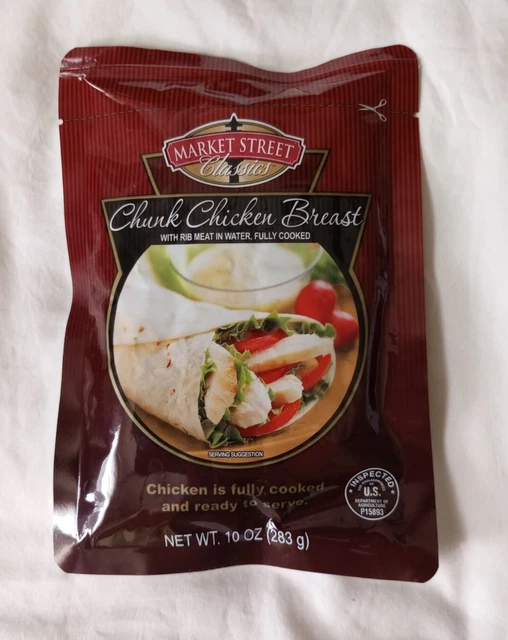 MARKET STREET
Classics
Chunk Chicken Breast
WITH RIB MEAT IN WATER, FULLY COOKED
SERVING SUGGESTION
Chicken is fully cooked
and ready to serve.
INSPECTED
U.S.
DEPARTMENT OF
AGRICULTURE
P15893
NET WT. 10 OZ (283 g)